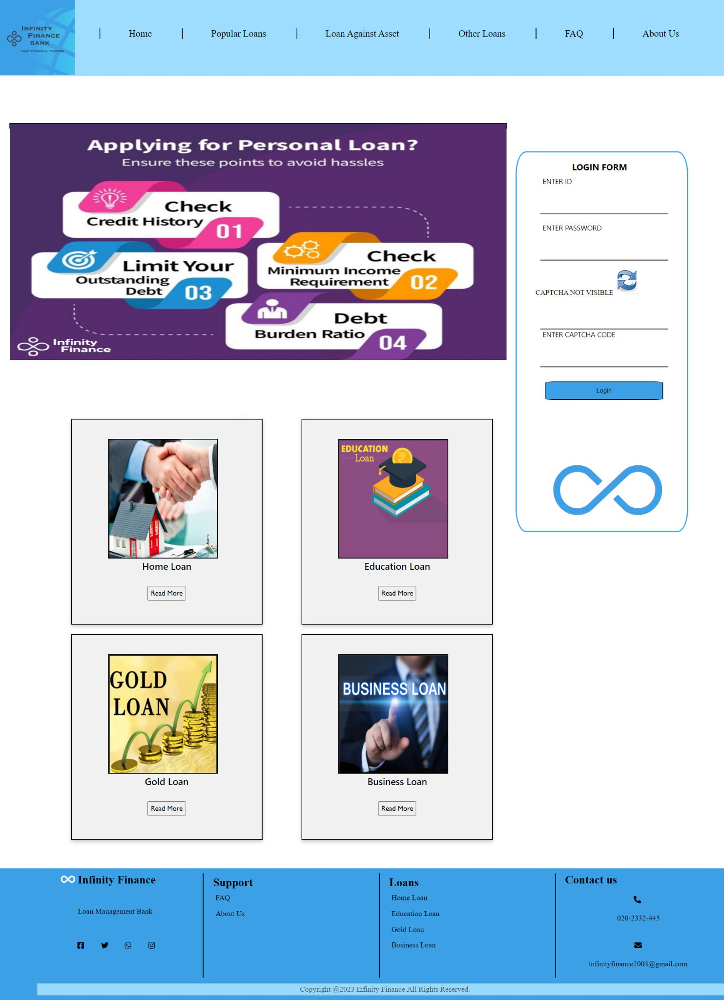 INFINITY
FINANCE
BANK
YOUR FINANCIAL PARTNER
Home
Popular Loans
Loan Against Asset
Other Loans
FAQ
About Us
Applying for Personal Loan?
Ensure these points to avoid hassles
Check
Credit History
01
Check
Minimum Income
Requirement
02
Limit Your
Outstanding
Debt
03
Debt
Burden Ratio
04
Infinity
Finance
LOGIN FORM
ENTER ID
ENTER PASSWORD
CAPTCHA NOT VISIBLE
ENTER CAPTCHA CODE
Login
Home Loan
Read More
EDUCATION
Loan
Education Loan
Read More
GOLD
LOAN
Gold Loan
Read More
BUSINESS LOAN
Business Loan
Read More
Infinity Finance
Loan Management Bank
Support
FAQ
About Us
Loans
Home Loan
Education Loan
Gold Loan
Business Loan
Contact us
020-2332-445
infinityfinance2003@gmail.com
Copyright @2023 Infinity Finance.All Rights Reserved.